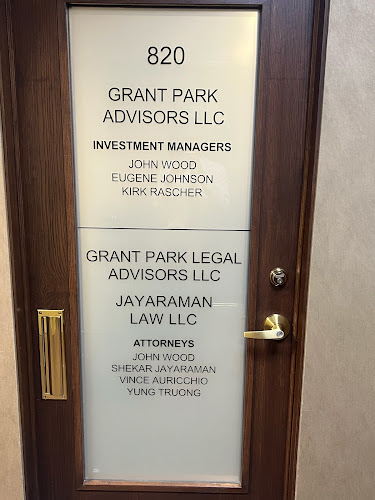 820
GRANT PARK
ADVISORS LLC
INVESTMENT MANAGERS
JOHN WOOD
EUGENE JOHNSON
KIRK RASCHER
GRANT PARK LEGAL
ADVISORS LLC
JAYARAMAN
LAW LLC
ATTORNEYS
JOHN WOOD
SHEKAR JAYARAMAN
VINCE AURICCHIO
YUNG TRUONG